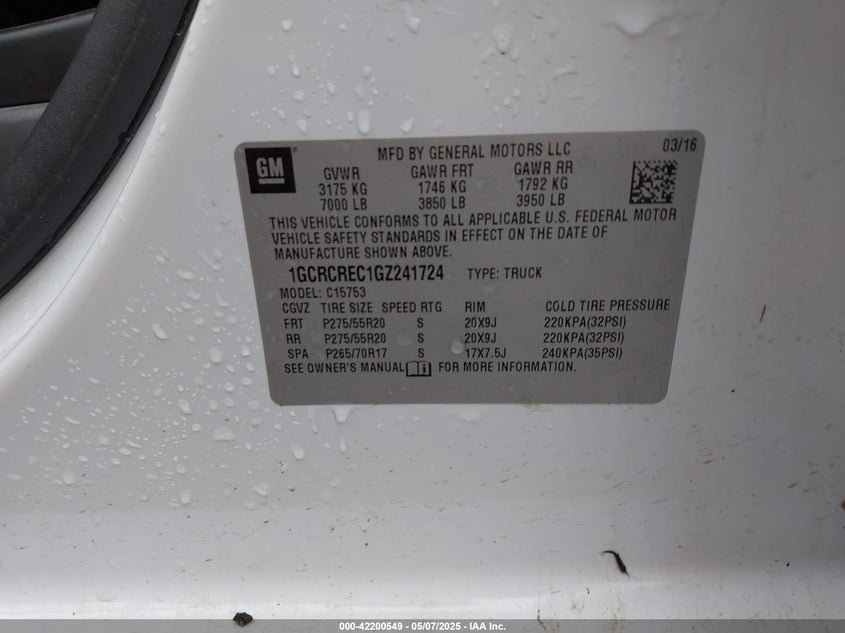 GM
MFD BY GENERAL MOTORS LLC 03/16
GVWR GAWR FRT GAWR RR
3175 KG 1746 KG 1792 KG
7000 LB 3850 LB 3950 LB
THIS VEHICLE CONFORMS TO ALL APPLICABLE U.S. FEDERAL MOTOR
VEHICLE SAFETY STANDARDS IN EFFECT ON THE DATE OF
MANUFACTURE SHOWN ABOVE.
1GCRCREC1GZ241724 TYPE: TRUCK
MODEL: C15753
CGVZ TIRE SIZE SPEED RTG RIM COLD TIRE PRESSURE
FRT P275/55R20 S 20X9J 220KPA(32PSI)
RR P275/55R20 S 20X9J 220KPA(32PSI)
SPA P265/70R17 S 17X7.5J 240KPA(35PSI)
SEE OWNER'S MANUAL i FOR MORE INFORMATION.
000-42200549 - 05/07/2025 - IAA Inc.